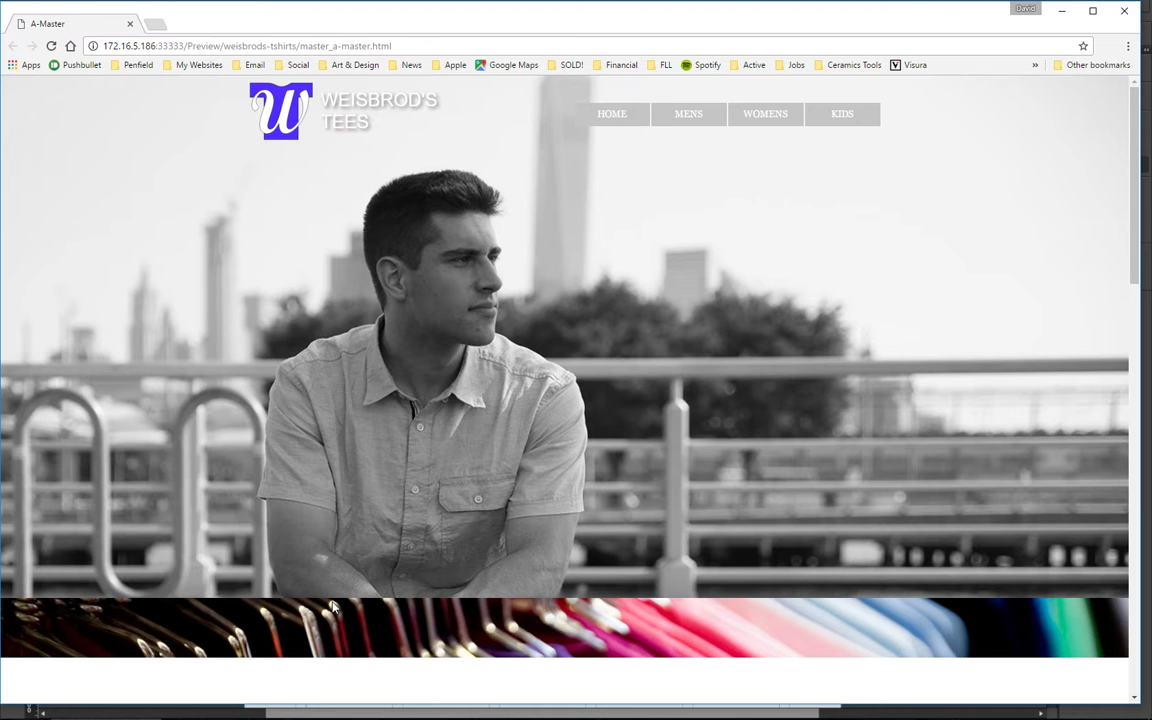 David
A-Master
172.16.5.186:33333/Preview/weisbrods-tshirts/master_a-master.html
Apps Pushbullet Penfield My Websites Email Social Art & Design News Apple Google Maps SOLD! Financial FLL Spotify Active Jobs Ceramics Tools Visura » Other bookmarks
W WEISBROD'S
TEES
HOME MENS WOMENS KIDS